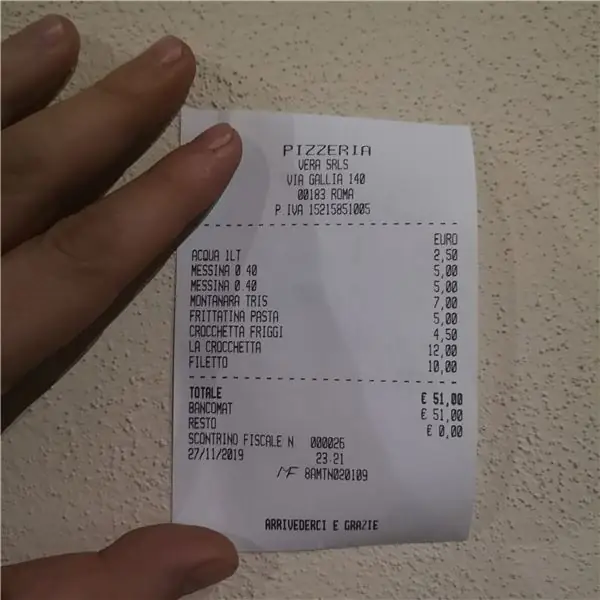 PIZZERIA
VERA SRLS
VIA GALLIA 140
00183 ROMA
P IVA 15215851005
EURO
ACQUA 1LT 2,50
MESSINA 0 40 5,00
MESSINA 0 40 5,00
MONTANARA TRIS 7,00
FRITTATINA PASTA 5,00
CROCCHETTA FRIGGI 4,50
LA CROCCHETTA 12,00
FILETTO 10,00
TOTALE € 51,00
BANCOMAT € 51,00
RESTO € 0,00
SCONTRINO FISCALE N 000026
27/11/2019 23:21
MF 8AMTN020109
ARRIVEDERCI E GRAZIE